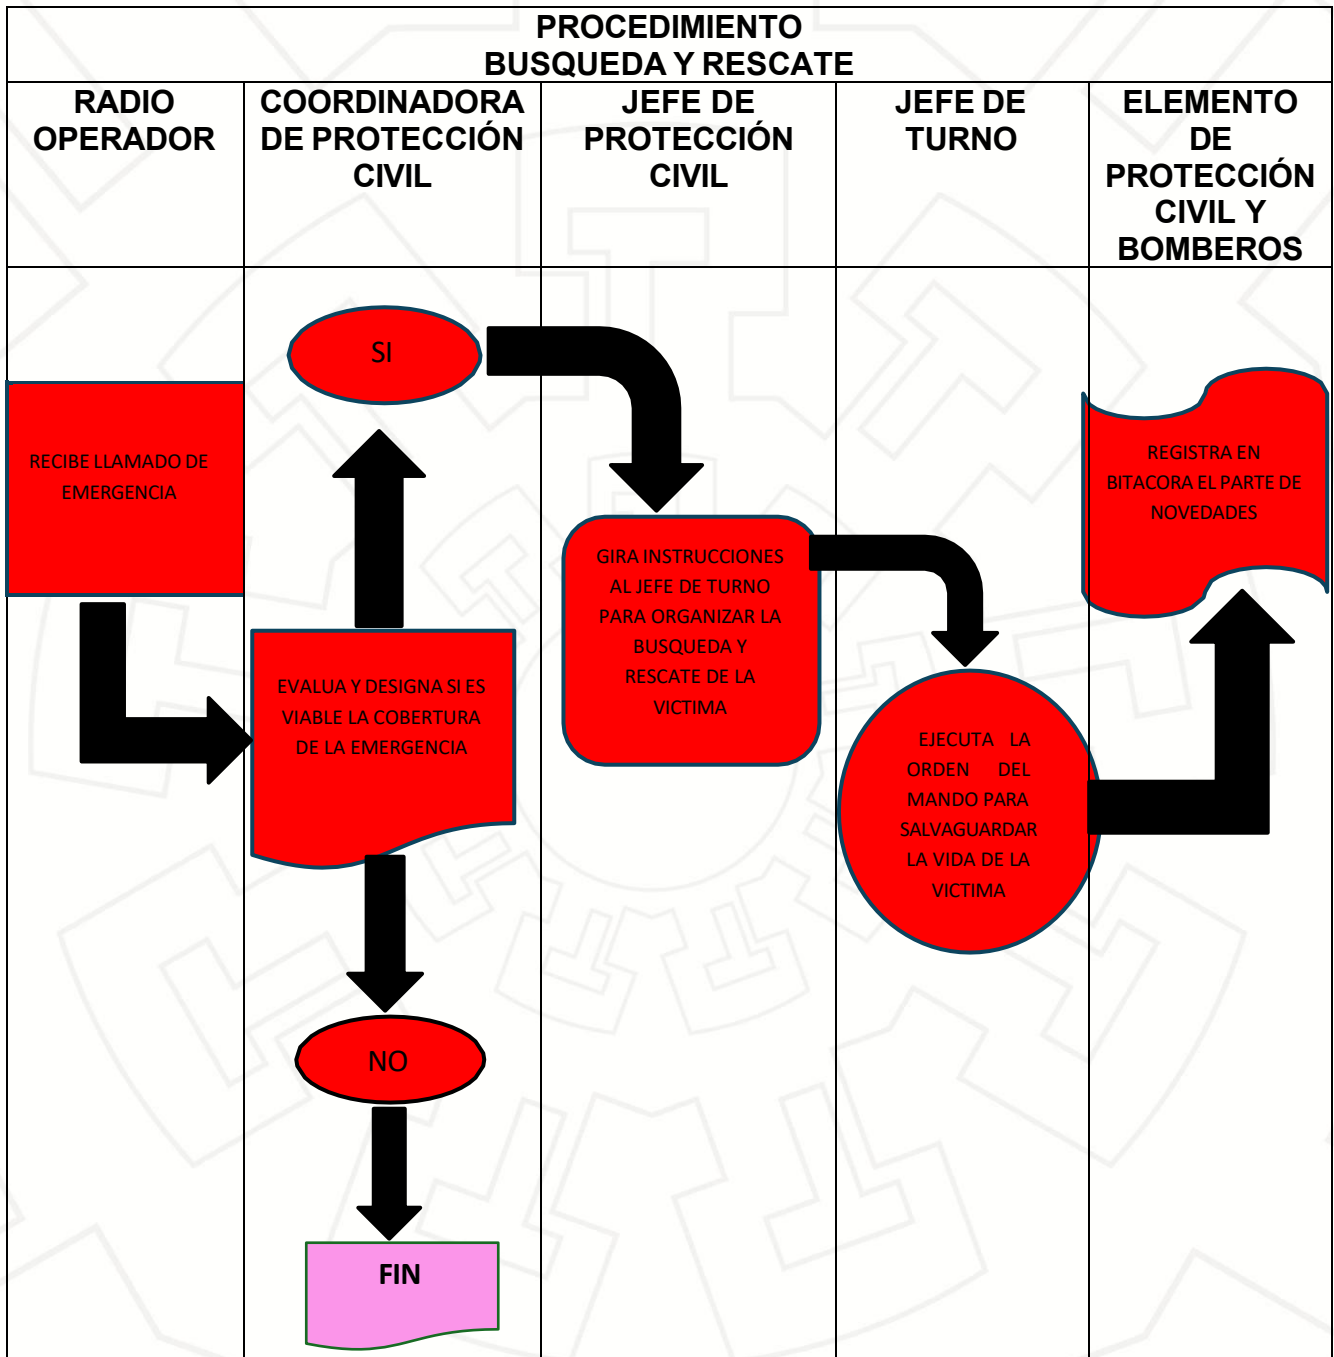 PROCEDIMIENTO
BUSQUEDA Y RESCATE
RADIO
OPERADOR
COORDINADORA
DE PROTECCIÓN
CIVIL
JEFE DE
PROTECCIÓN
CIVIL
JEFE DE
TURNO
ELEMENTO
DE
PROTECCIÓN
CIVIL Y
BOMBEROS
RECIBE LLAMADO DE
EMERGENCIA
SI
EVALUA Y DESIGNA SI ES
VIABLE LA COBERTURA
DE LA EMERGENCIA
NO
FIN
GIRA INSTRUCCIONES
AL JEFE DE TURNO
PARA ORGANIZAR LA
BUSQUEDA Y
RESCATE DE LA
VICTIMA
EJECUTA LA
ORDEN DEL
MANDO PARA
SALVAGUARDAR
LA VIDA DE LA
VICTIMA
REGISTRA EN
BITACORA EL PARTE DE
NOVEDADES